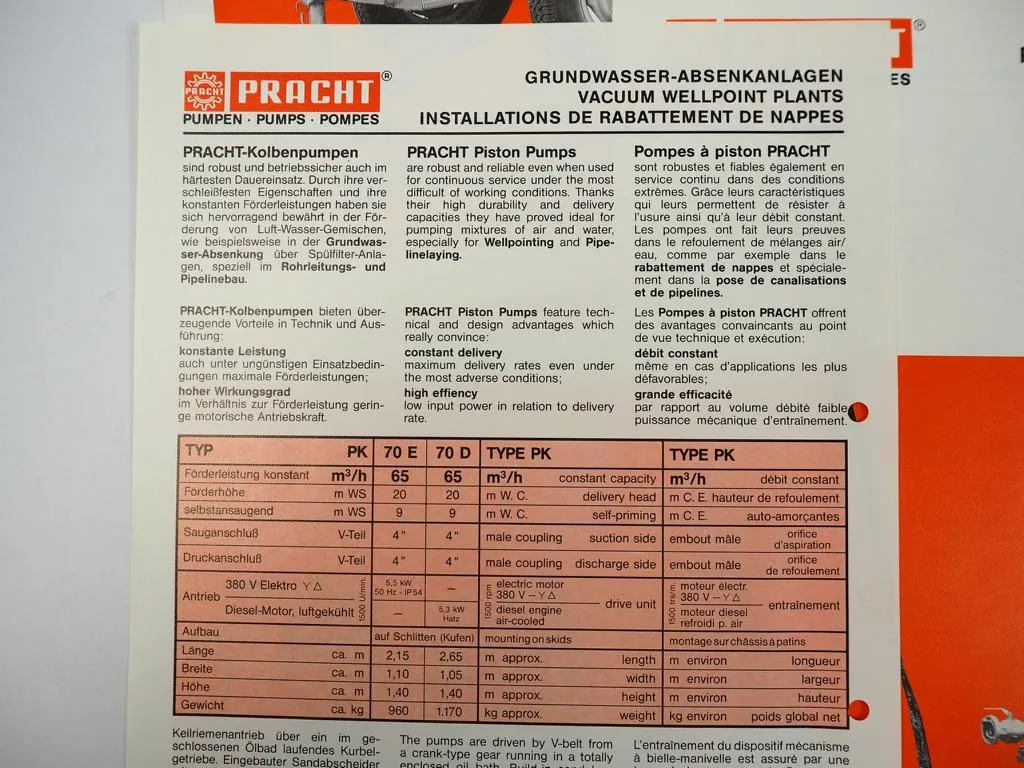 PRACHT
PRACHT®
PUMPEN · PUMPS · POMPES
GRUNDWASSER-ABSENKANLAGEN
VACUUM WELLPOINT PLANTS
INSTALLATIONS DE RABATTEMENT DE NAPPES
PRACHT-Kolbenpumpen
sind robust und betriebssicher auch im
härtesten Dauereinsatz. Durch ihre ver-
schleißfesten Eigenschaften und ihre
konstanten Förderleistungen haben sie
sich hervorragend bewährt in der För-
derung von Luft-Wasser-Gemischen,
wie beispielsweise in der Grundwas-
ser-Absenkung über Spülfilter-Anla-
gen, speziell im Rohrleitungs- und
Pipelinebau.
PRACHT-Kolbenpumpen bieten über-
zeugende Vorteile in Technik und Aus-
führung:
konstante Leistung
auch unter ungünstigen Einsatzbedin-
gungen maximale Förderleistungen;
hoher Wirkungsgrad
im Verhältnis zur Förderleistung gerin-
ge motorische Antriebskraft.
PRACHT Piston Pumps
are robust and reliable even when used
for continuous service under the most
difficult of working conditions. Thanks
their high durability and delivery
capacities they have proved ideal for
pumping mixtures of air and water,
especially for Wellpointing and Pipe-
linelaying.
PRACHT Piston Pumps feature tech-
nical and design advantages which
really convince:
constant delivery
maximum delivery rates even under
the most adverse conditions;
high effiency
low input power in relation to delivery
rate.
Pompes à piston PRACHT
sont robustes et fiables également en
service continu dans des conditions
extrêmes. Grâce leurs caractéristiques
qui leurs permettent de résister à
l'usure ainsi qu'à leur débit constant.
Les pompes ont fait leurs preuves
dans le refoulement de mélanges air/
eau, comme par exemple dans le
rabattement de nappes et spéciale-
ment dans la pose de canalisations
et de pipelines.
Les Pompes à piston PRACHT offrent
des avantages convaincants au point
de vue technique et exécution:
débit constant
même en cas d'applications les plus
défavorables;
grande efficacité
par rapport au volume débité faible
puissance mécanique d'entraînement.
TYP PK 70 E 70 D TYPE PK TYPE PK
Förderleistung konstant m³/h 65 65 m³/h constant capacity m³/h débit constant
Förderhöhe m WS 20 20 m W. C. delivery head m C. E. hauteur de refoulement
selbstansaugend m WS 9 9 m W. C. self-priming m C. E. auto-amorçantes
Sauganschluß V-Teil 4" 4" male coupling suction side embout mâle orifice d'aspiration
Druckanschluß V-Teil 4" 4" male coupling discharge side embout mâle orifice de refoulement
Antrieb 380 V Elektro Y △ 1500 U/min. 5,5 kW 50 Hz - IP 54 — 1500 rpm electric motor 380 V – Y △ drive unit 1500 trs/m. moteur électr. 380 V – Y △ entraînement
Diesel-Motor, luftgekühlt — 5,3 kW Hatz diesel engine air-cooled moteur diesel refroidi p. air
Aufbau auf Schlitten (Kufen) mounting on skids montage sur châssis à patins
Länge ca. m 2,15 2,65 m approx. length m environ longueur
Breite ca. m 1,10 1,05 m approx. width m environ largeur
Höhe ca. m 1,40 1,40 m approx. height m environ hauteur
Gewicht ca. kg 960 1.170 kg approx. weight kg environ poids global net
Keilriemenantrieb über ein im ge-
schlossenen Ölbad laufendes Kurbel-
getriebe. Eingebauter Sandabscheider
The pumps are driven by V-belt from
a crank-type gear running in a totally
L'entraînement du dispositif mécanisme
à bielle-manivelle est assuré par une
T®
ES